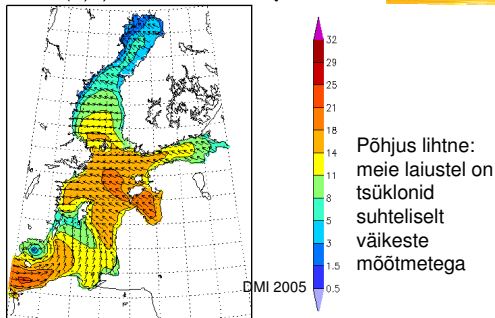 32
29
25
21
18
14
11
8
5
3
1.5
0.5
Põhjus lihtne:
meie laiustel on
tsüklonid
suhteliselt
väikeste
mõõtmetega
DMI 2005